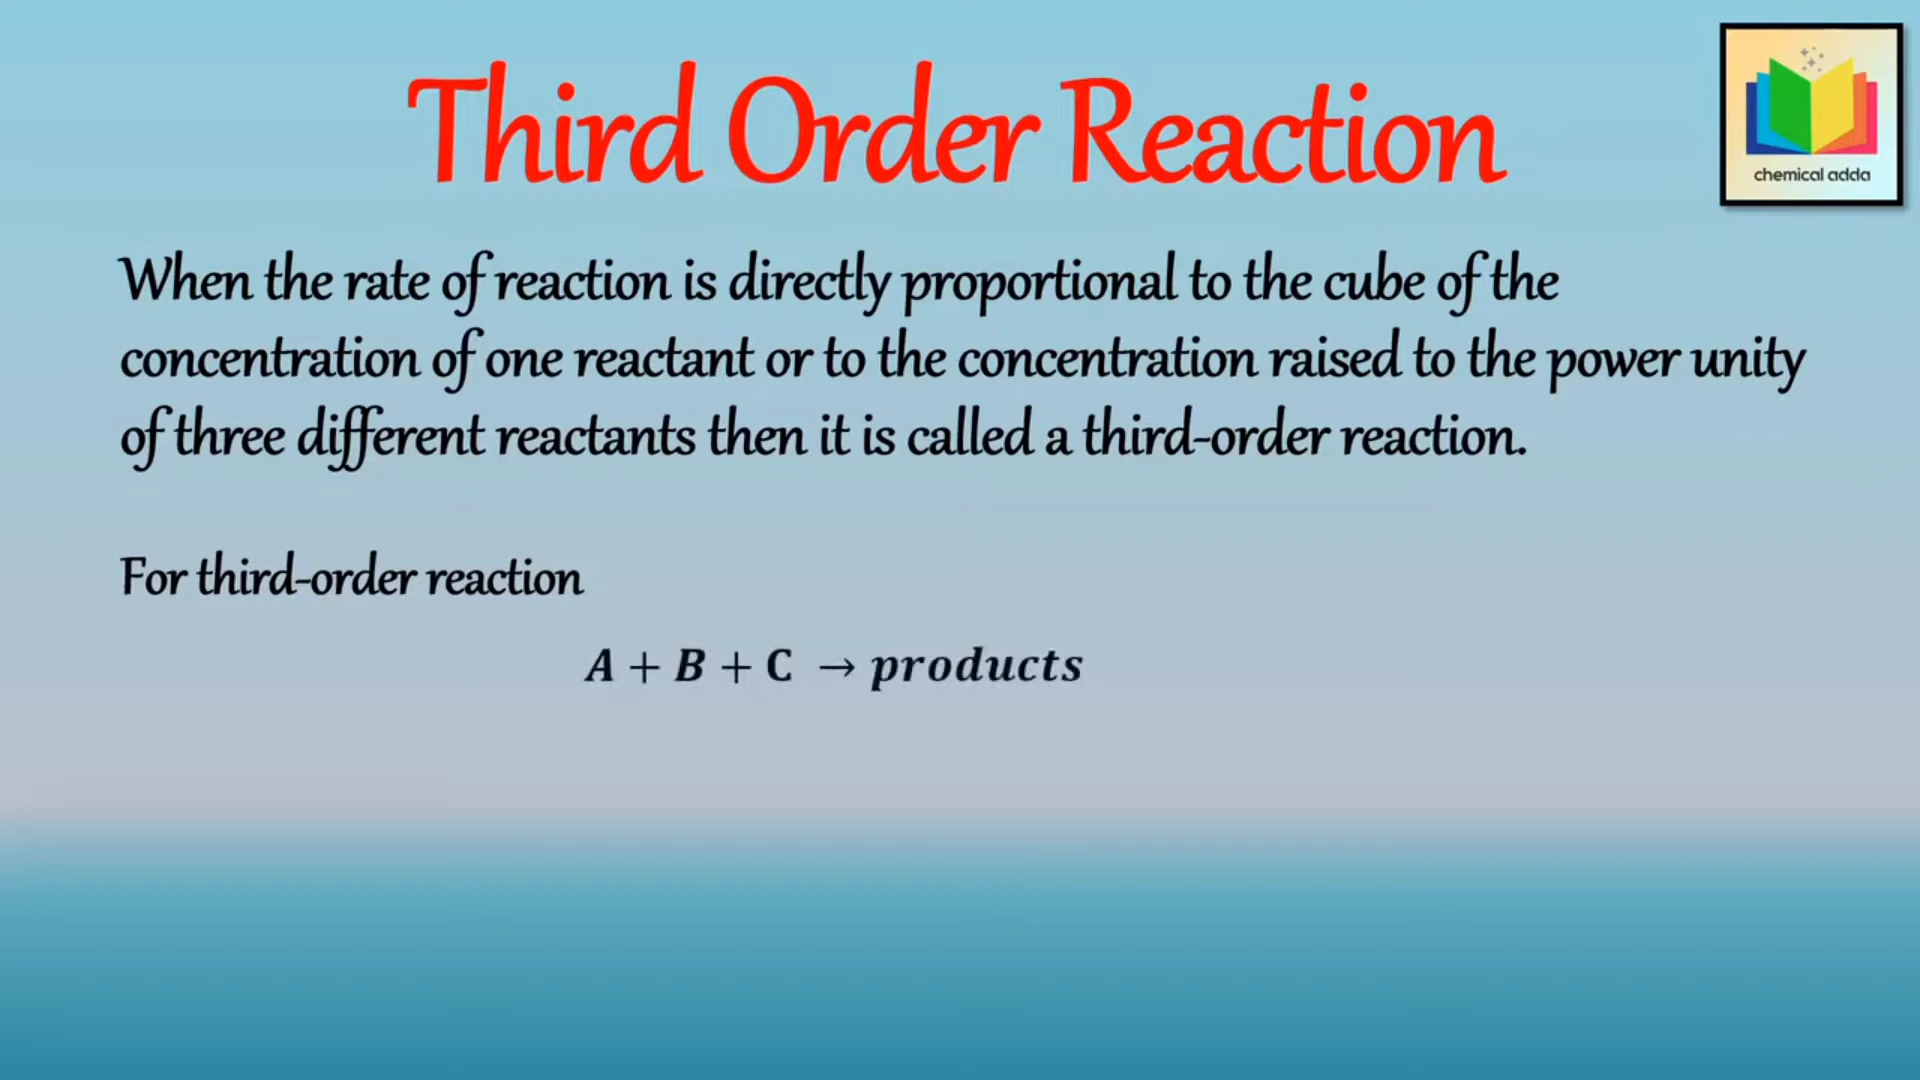 Third Order Reaction
chemical adda
When the rate of reaction is directly proportional to the cube of the
concentration of one reactant or to the concentration raised to the power unity
of three different reactants then it is called a third-order reaction.
For third-order reaction
A + B + C → products